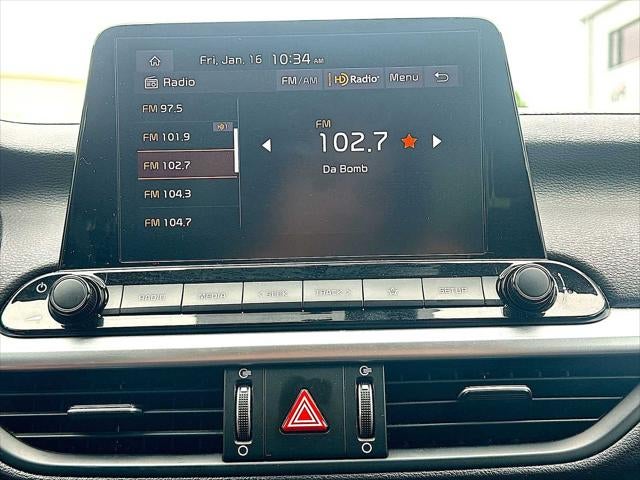 Fri, Jan. 16 10:34 AM
Radio FM/AM HD Radio Menu
FM 97.5
FM 101.9 HD1
FM 102.7
FM 104.3
FM 104.7
FM
102.7
Da Bomb
RADIO MEDIA < SEEK TRACK > SETUP